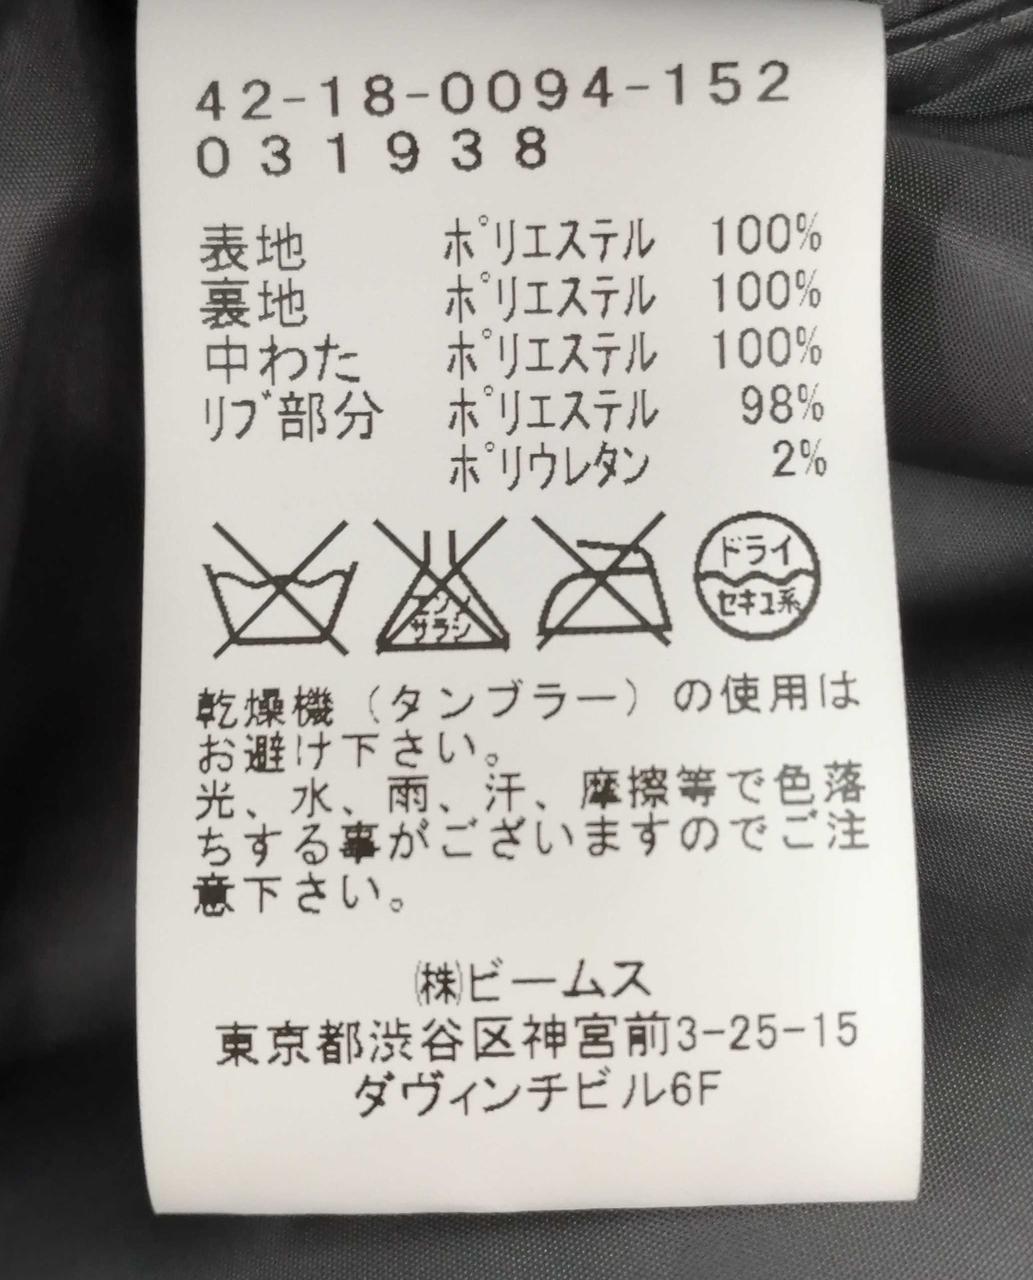 42-18-0094-152
031938
表地 ポリエステル 100%
裏地 ポリエステル 100%
中わた ポリエステル 100%
リブ部分 ポリエステル 98%
ポリウレタン 2%
エンソ
サラシ
ドライ
セキユ系
乾燥機（タンブラー）の使用は
お避け下さい。
光、水、雨、汗、摩擦等で色落
ちする事がございますのでご注
意下さい。
㈱ビームス
東京都渋谷区神宮前3-25-15
ダヴィンチビル6F